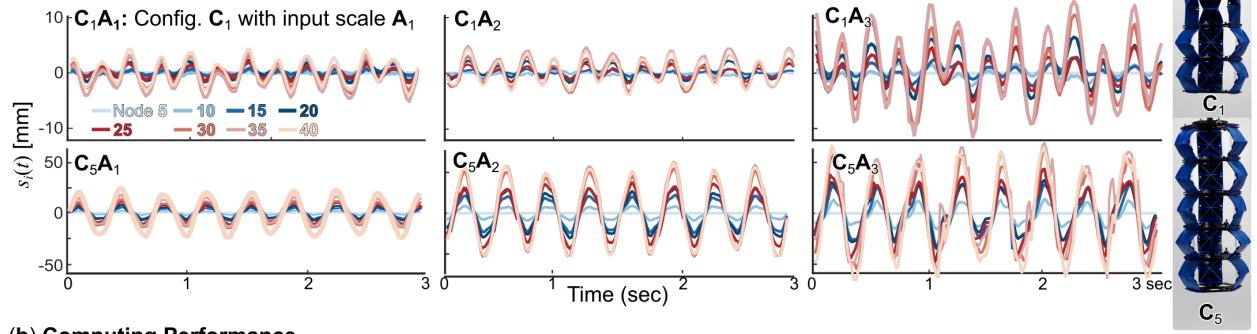 C₁A₁: Config. C₁ with input scale A₁
C₁A₂
C₁A₃
10
0
-10
Node 5 10 15 20
25 30 35 40
sᵢ(t) [mm]
C₁
C₅A₁
C₅A₂
C₅A₃
50
0
-50
0 1 2 3
0 1 2 3
0 1 2 3 sec
Time (sec)
C₅
(b) Computing Performance